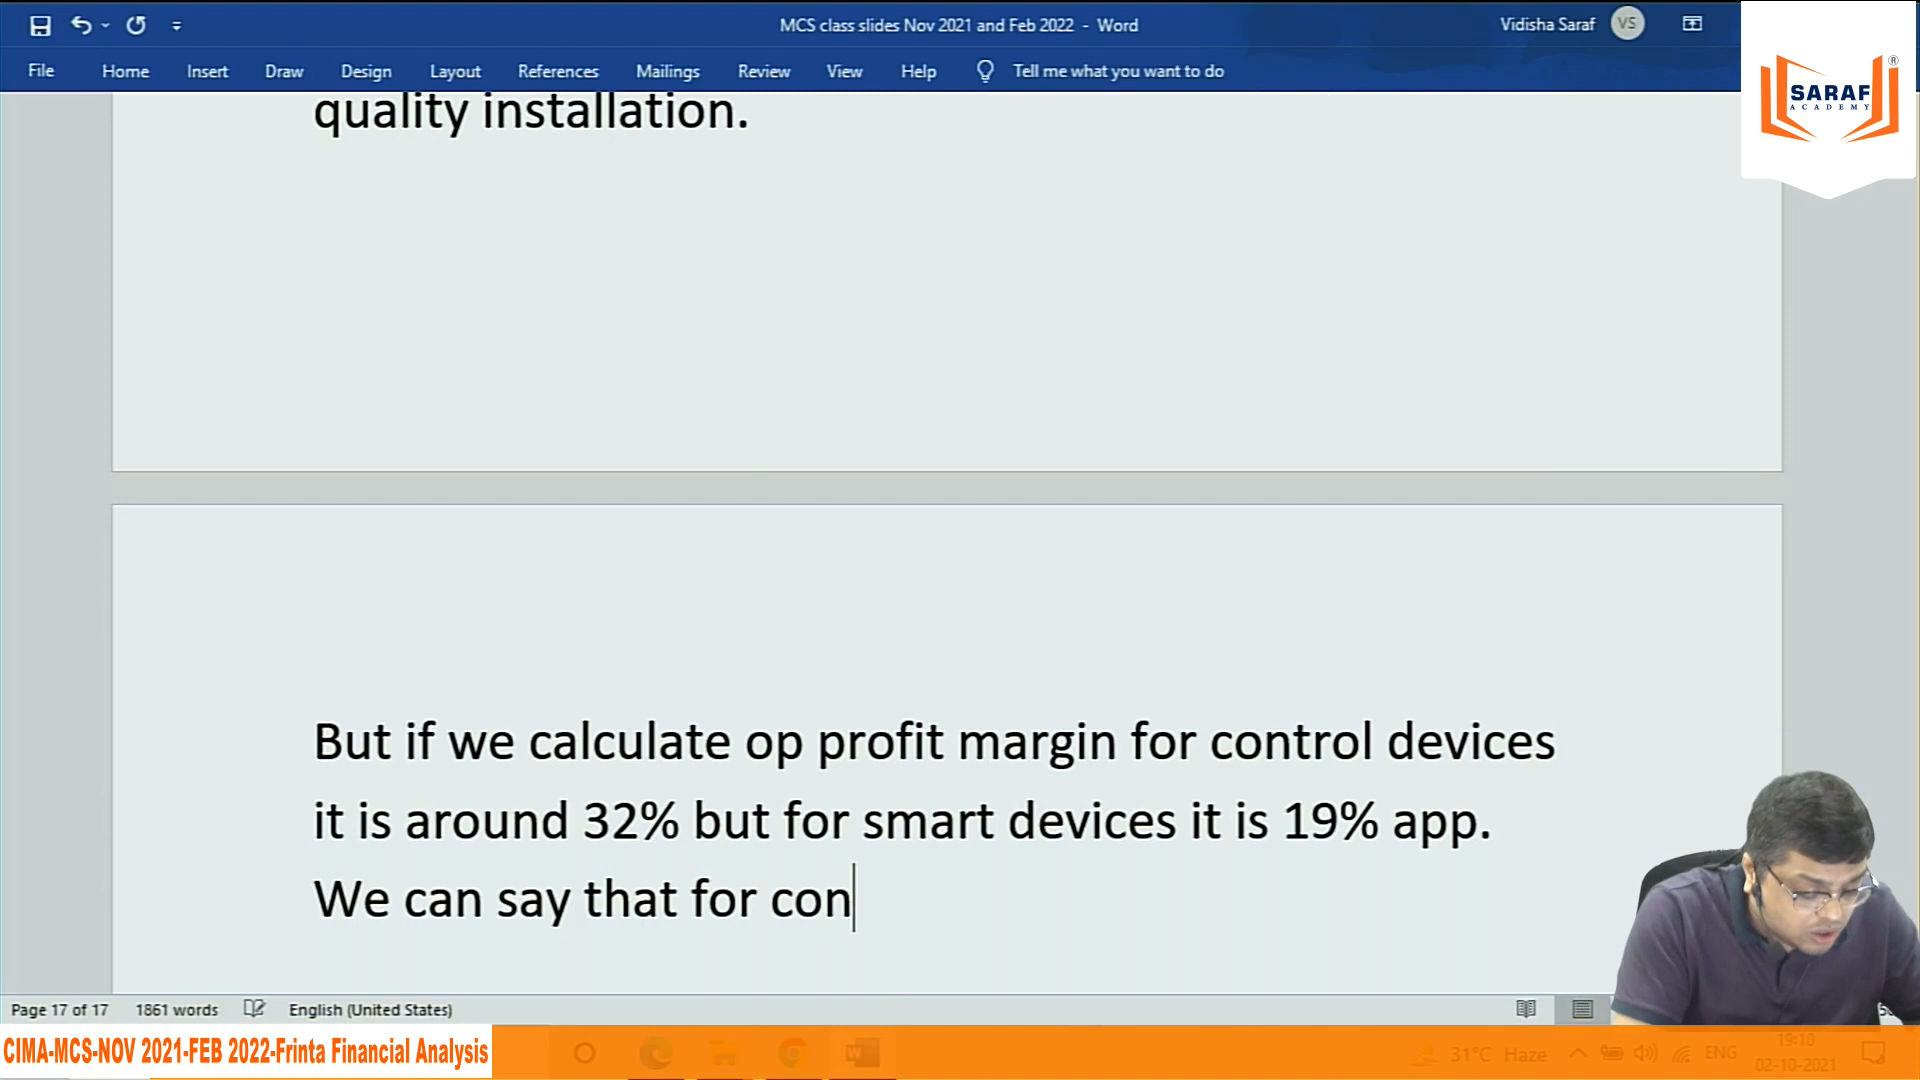 MCS class slides Nov 2021 and Feb 2022 - Word
Vidisha Saraf
VS
File
Home
Insert
Draw
Design
Layout
References
Mailings
Review
View
Help
Tell me what you want to do
SARAF
ACADEMY
®
quality installation.
But if we calculate op profit margin for control devices
it is around 32% but for smart devices it is 19% app.
We can say that for con
Page 17 of 17
1861 words
English (United States)
CIMA-MCS-NOV 2021-FEB 2022-Frinta Financial Analysis
31°C Haze
ENG
19:10
02-10-2021